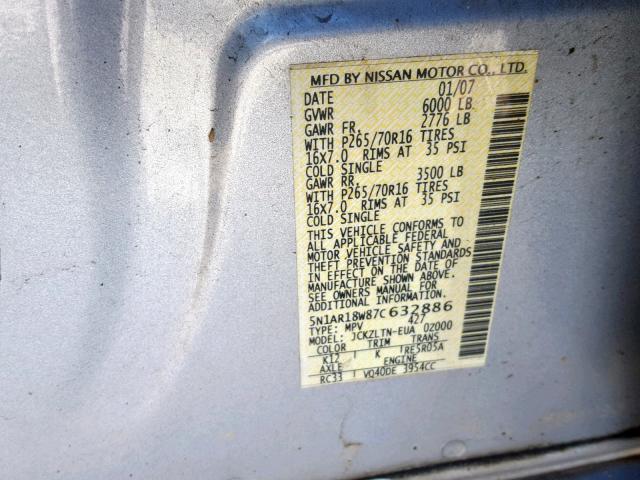 MFD BY NISSAN MOTOR CO., LTD.
DATE 01/07
GVWR 6000 LB
GAWR FR. 2776 LB
WITH P265/70R16 TIRES
16X7.0 RIMS AT 35 PSI
COLD SINGLE
GAWR RR. 3500 LB
WITH P265/70R16 TIRES
16X7.0 RIMS AT 35 PSI
COLD SINGLE
THIS VEHICLE CONFORMS TO
ALL APPLICABLE FEDERAL
MOTOR VEHICLE SAFETY AND
THEFT PREVENTION STANDARDS
IN EFFECT ON THE DATE OF
MANUFACTURE SHOWN ABOVE.
SEE OWNERS MANUAL FOR
ADDITIONAL INFORMATION.
5N1AR18W87C632886
TYPE: MPV 427
MODEL: JCKZLTN-EUA 0Z000
COLOR TRIM TRANS
K12 K RE5R05A
AXLE ENGINE
RC33 VQ40DE 3954CC